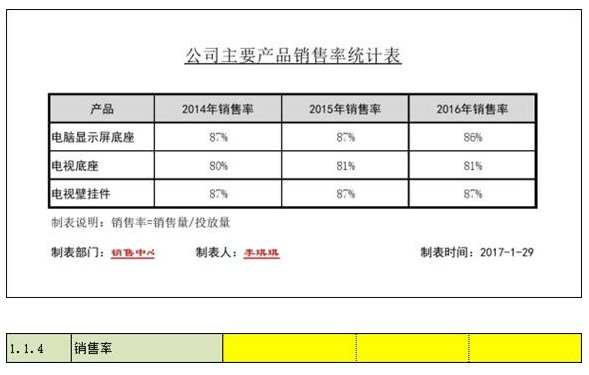 公司主要产品销售率统计表
产品 2014年销售率 2015年销售率 2016年销售率
电脑显示屏底座 87% 87% 86%
电视底座 80% 81% 81%
电视壁挂件 87% 87% 87%
制表说明：销售率=销售量/投放量
制表部门：销售中心 制表人：李琪琪 制表时间：2017-1-29
1.1.4 销售率